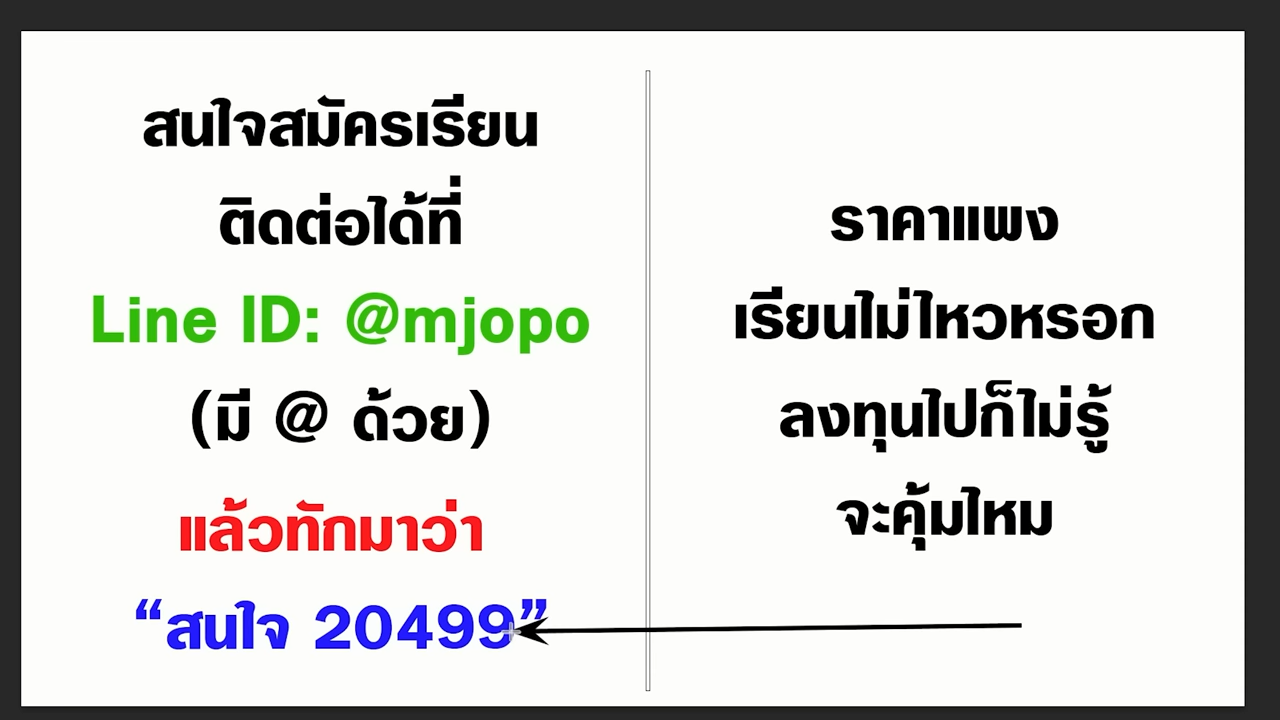 สนใจสมัครเรียน
ติดต่อได้ที่
Line ID: @mjopo
(มี @ ด้วย)
แล้วทักมาว่า
“สนใจ 20499”
ราคาแพง
เรียนไม่ไหวหรอก
ลงทุนไปก็ไม่รู้
จะคุ้มไหม